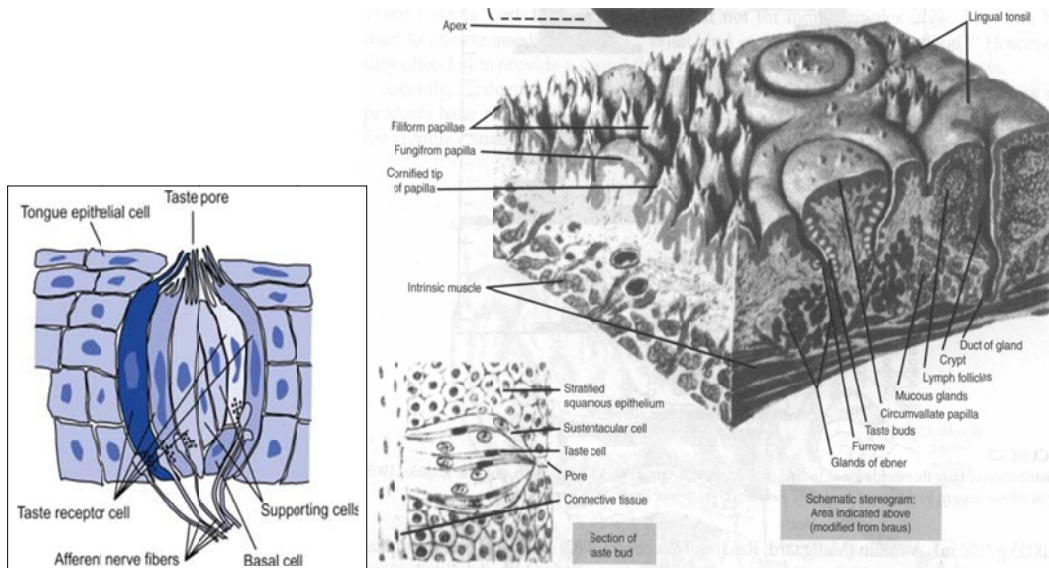 Taste pore
Tongue epithelial cell
Taste receptor cell
Supporting cells
Afferent nerve fibers
Basal cell
Apex
Lingual tonsil
Filiform papillae
Fungifrom papilla
Cornified tip
of papilla
Intrinsic muscle
Duct of gland
Crypt
Lymph follicles
Mucous glands
Circumvallate papilla
Taste buds
Furrow
Glands of ebner
Stratified
squanous epithelium
Sustentacular cell
Taste cell
Pore
Connective tissue
Section of
taste bud
Schematic stereogram:
Area indicated above
(modified from braus)